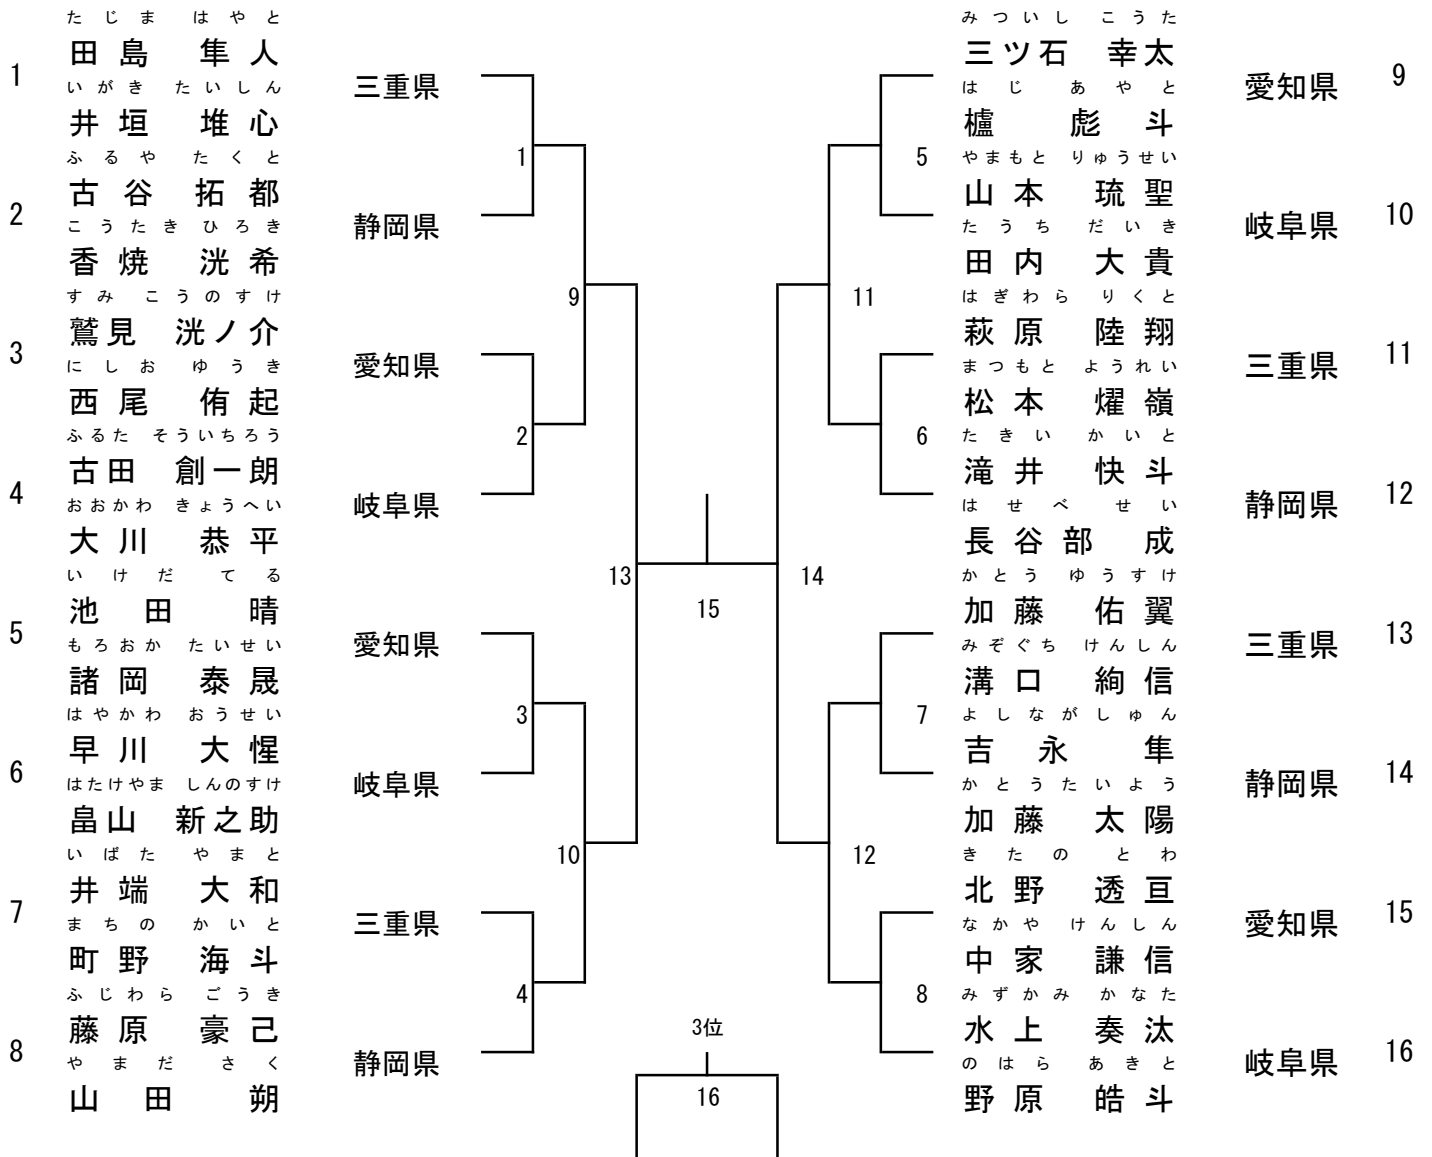 たじま はやと
田島 隼人
1 三重県
いがき たいしん
井垣 堆心
ふるや たくと
古谷 拓都
2 静岡県
こうたき ひろき
香焼 洸希
すみ こうのすけ
鷲見 洸ノ介
3 愛知県
にしお ゆうき
西尾 侑起
ふるた そういちろう
古田 創一朗
4 岐阜県
おおかわ きょうへい
大川 恭平
いけだ てる
池田 晴
5 愛知県
もろおか たいせい
諸岡 泰晟
はやかわ おうせい
早川 大惺
6 岐阜県
はたけやま しんのすけ
畠山 新之助
いばた やまと
井端 大和
7 三重県
まちの かいと
町野 海斗
ふじわら ごうき
藤原 豪己
8 静岡県
やまだ さく
山田 朔
1
9
2
13
3
10
4
15
3位
16
5
11
6
14
7
12
8
みついし こうた
三ツ石 幸太
愛知県 9
はじ あやと
櫨 彪斗
やまもと りゅうせい
山本 琉聖
岐阜県 10
たうち だいき
田内 大貴
はぎわら りくと
萩原 陸翔
三重県 11
まつもと ようれい
松本 燿嶺
たきい かいと
滝井 快斗
静岡県 12
はせべ せい
長谷部 成
かとう ゆうすけ
加藤 佑翼
三重県 13
みぞぐち けんしん
溝口 絢信
よしながしゅん
吉永 隼
静岡県 14
かとうたいよう
加藤 太陽
きたの とわ
北野 透亘
愛知県 15
なかや けんしん
中家 謙信
みずかみ かなた
水上 奏汰
岐阜県 16
のはら あきと
野原 皓斗